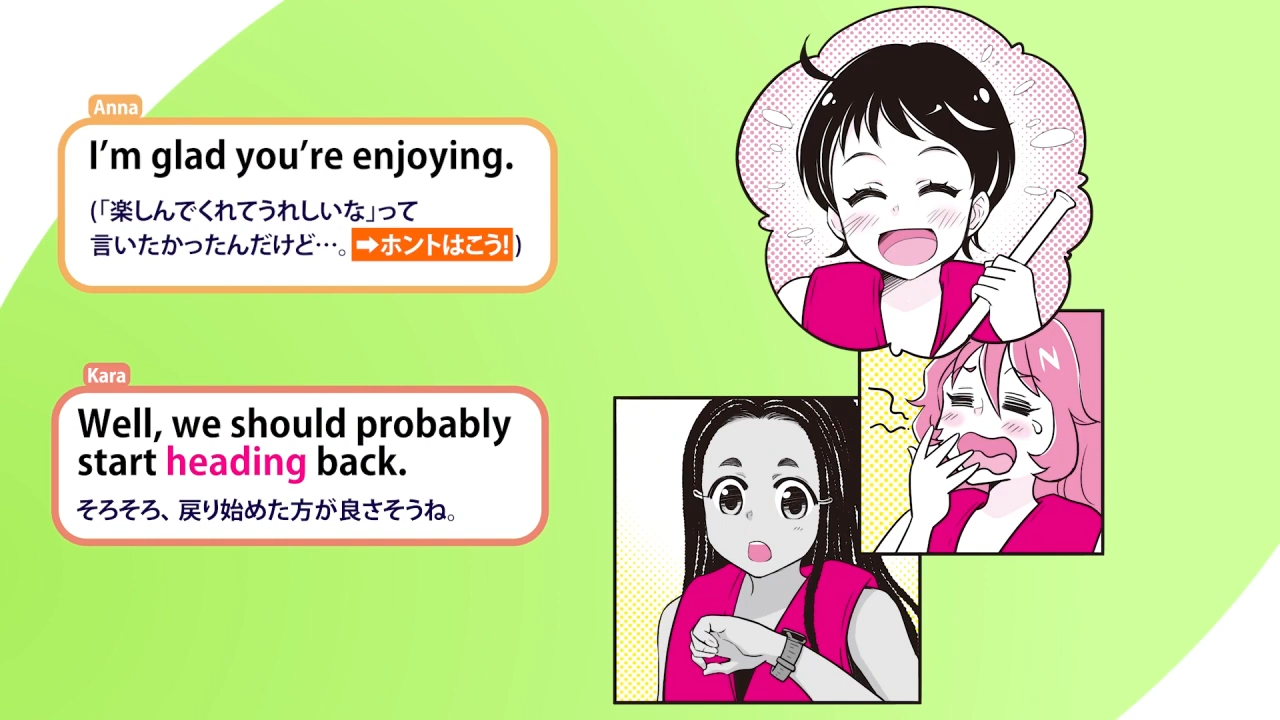 Anna
I'm glad you're enjoying.
(「楽しんでくれてうれしいな」って
言いたかったんだけど…。➡ホントはこう!)
Kara
Well, we should probably
start heading back.
そろそろ、戻り始めた方が良さそうね。
N